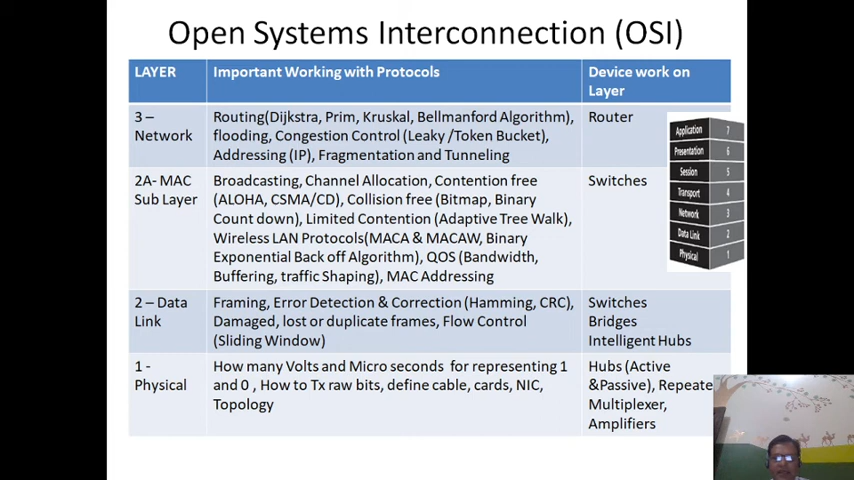 Open Systems Interconnection (OSI)
LAYER
Important Working with Protocols
Device work on
Layer
3 –
Network
Routing(Dijkstra, Prim, Kruskal, Bellmanford Algorithm),
flooding, Congestion Control (Leaky /Token Bucket),
Addressing (IP), Fragmentation and Tunneling
Router
2A- MAC
Sub Layer
Broadcasting, Channel Allocation, Contention free
(ALOHA, CSMA/CD), Collision free (Bitmap, Binary
Count down), Limited Contention (Adaptive Tree Walk),
Wireless LAN Protocols(MACA & MACAW, Binary
Exponential Back off Algorithm), QOS (Bandwidth,
Buffering, traffic Shaping), MAC Addressing
Switches
2 – Data
Link
Framing, Error Detection & Correction (Hamming, CRC),
Damaged, lost or duplicate frames, Flow Control
(Sliding Window)
Switches
Bridges
Intelligent Hubs
1 -
Physical
How many Volts and Micro seconds for representing 1
and 0 , How to Tx raw bits, define cable, cards, NIC,
Topology
Hubs (Active
&Passive), Repeate
Multiplexer,
Amplifiers
Application 7
Presentation 6
Session 5
Transport 4
Network 3
Data Link 2
Physical 1